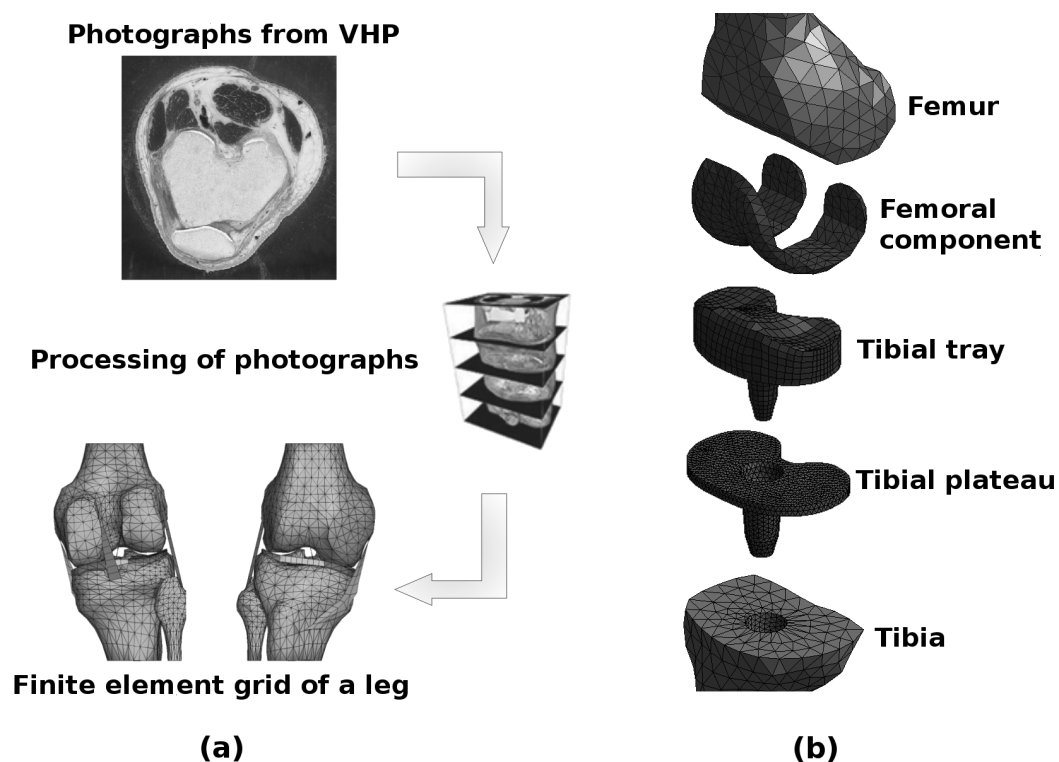 Photographs from VHP
Processing of photographs
Finite element grid of a leg
(a)
Femur
Femoral
component
Tibial tray
Tibial plateau
Tibia
(b)